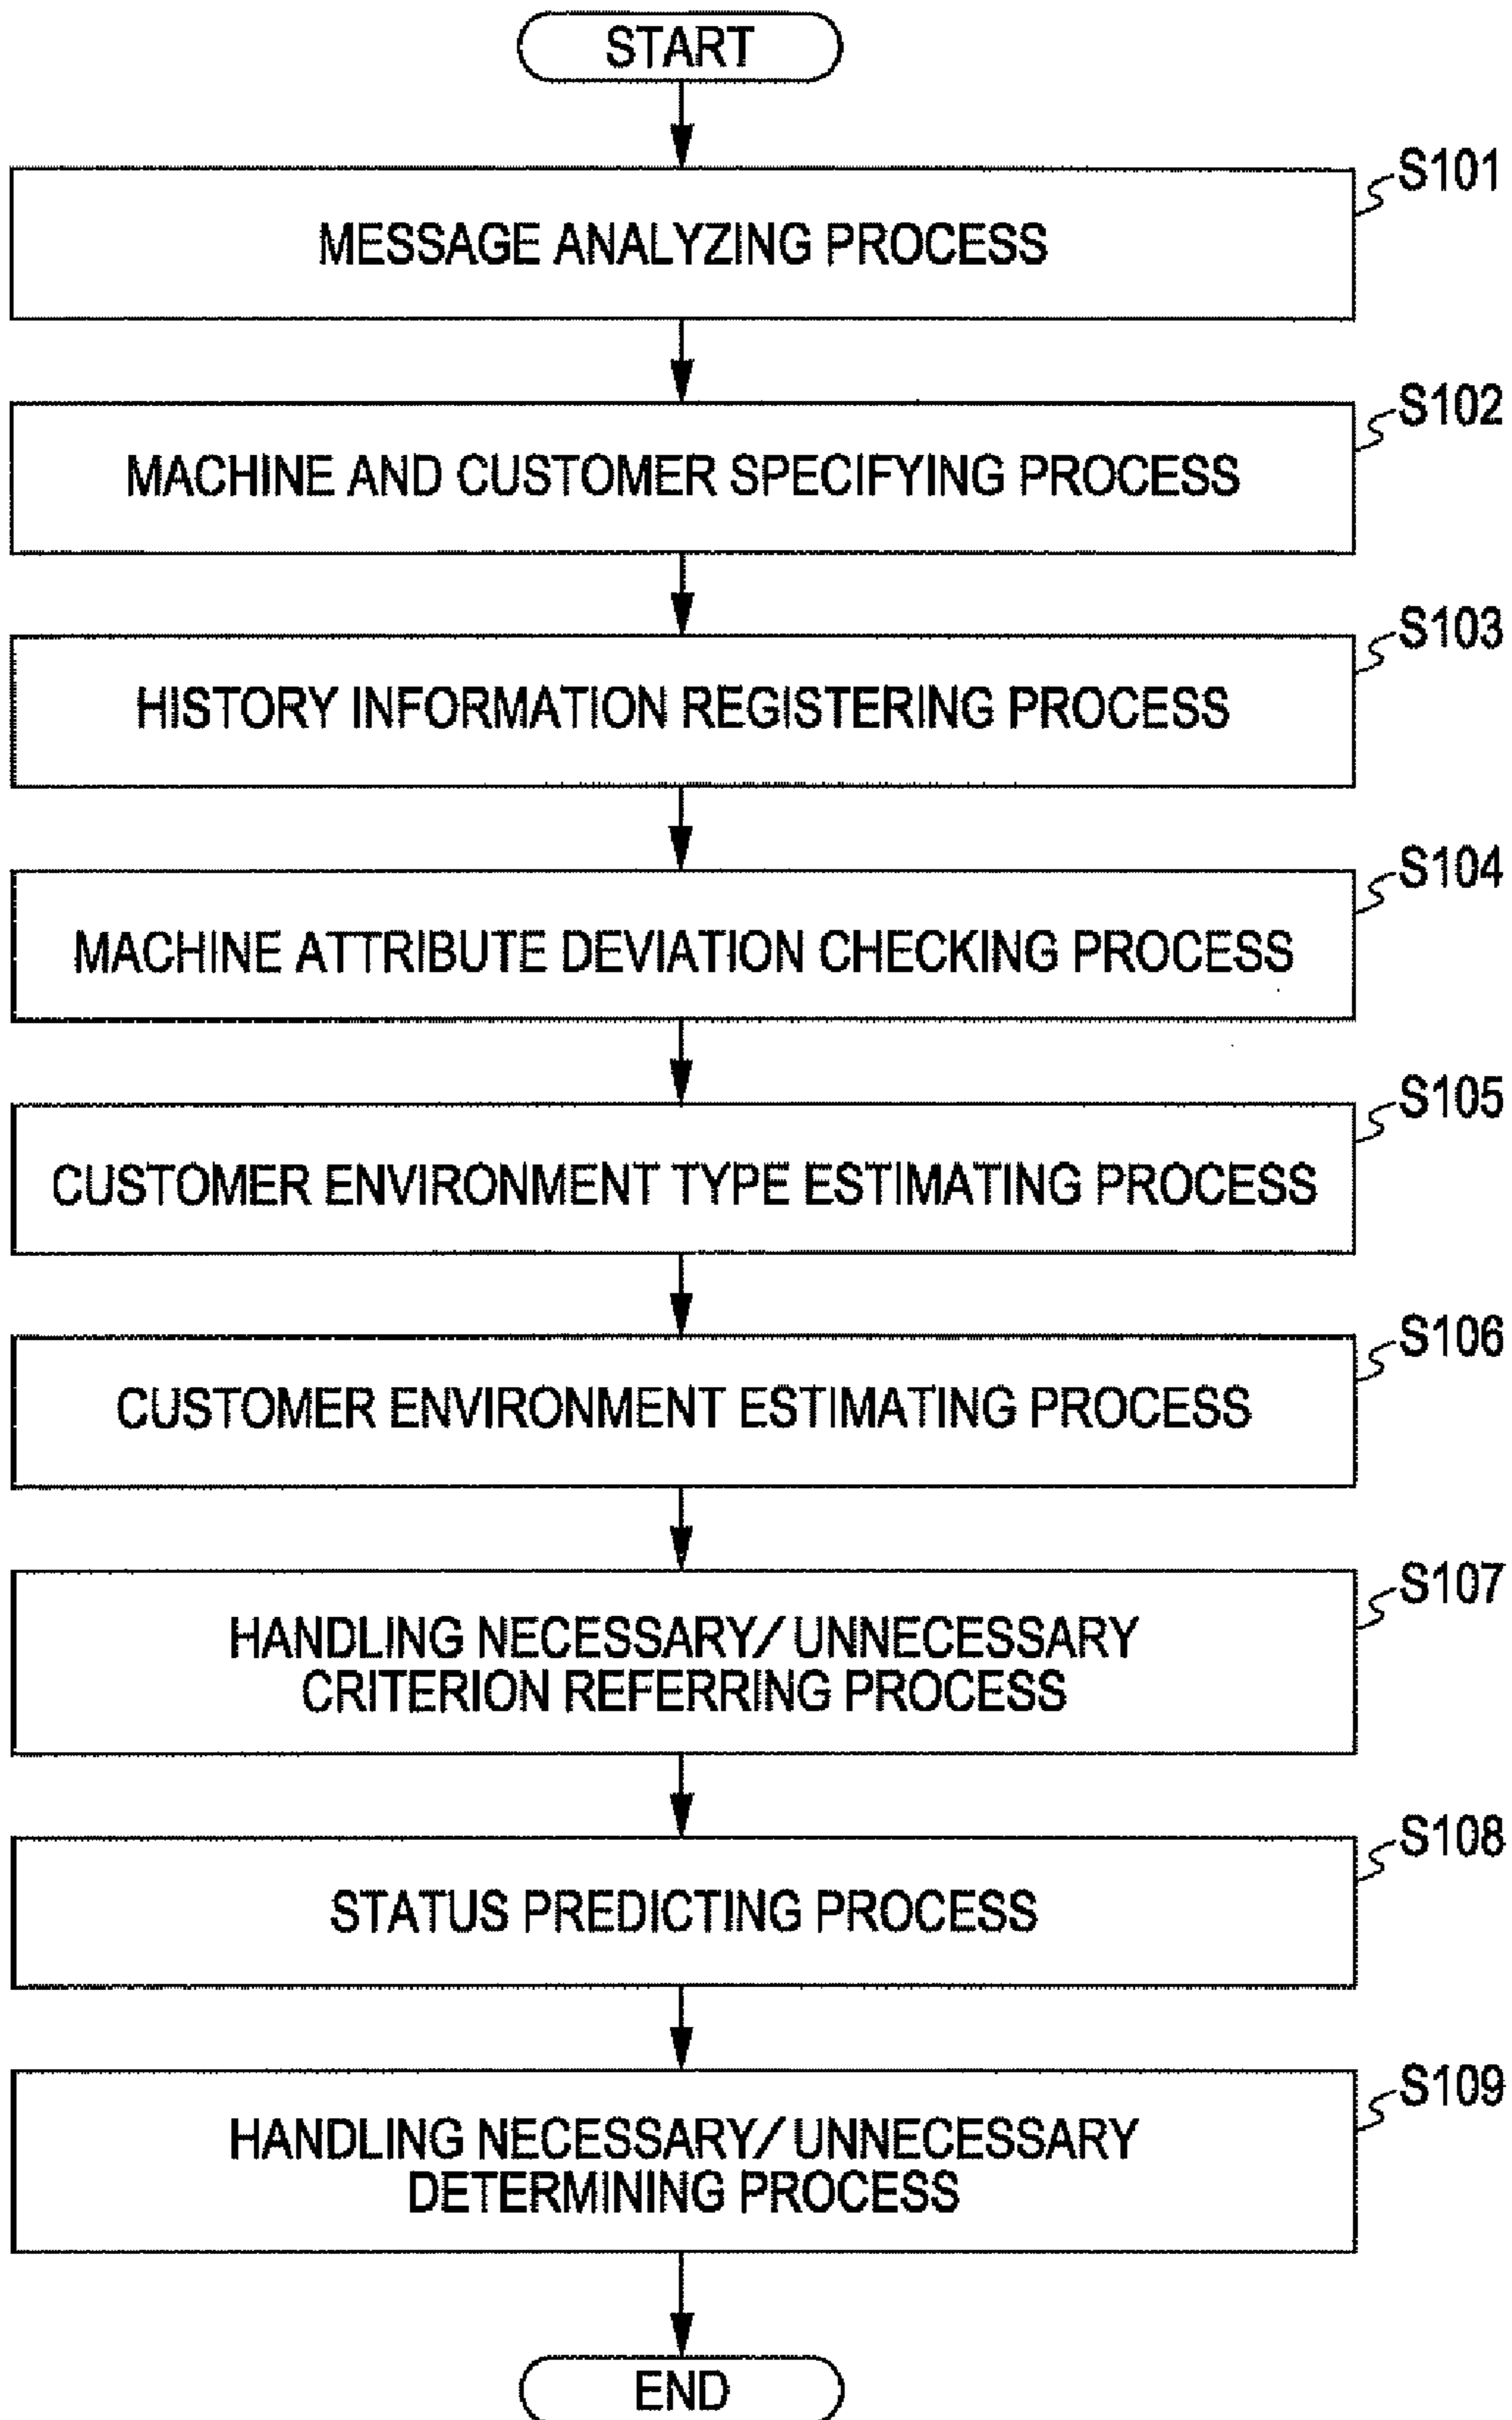 START
S101
MESSAGE ANALYZING PROCESS
S102
MACHINE AND CUSTOMER SPECIFYING PROCESS
S103
HISTORY INFORMATION REGISTERING PROCESS
S104
MACHINE ATTRIBUTE DEVIATION CHECKING PROCESS
S105
CUSTOMER ENVIRONMENT TYPE ESTIMATING PROCESS
S106
CUSTOMER ENVIRONMENT ESTIMATING PROCESS
S107
HANDLING NECESSARY/UNNECESSARY
CRITERION REFERRING PROCESS
S108
STATUS PREDICTING PROCESS
S109
HANDLING NECESSARY/UNNECESSARY
DETERMINING PROCESS
END